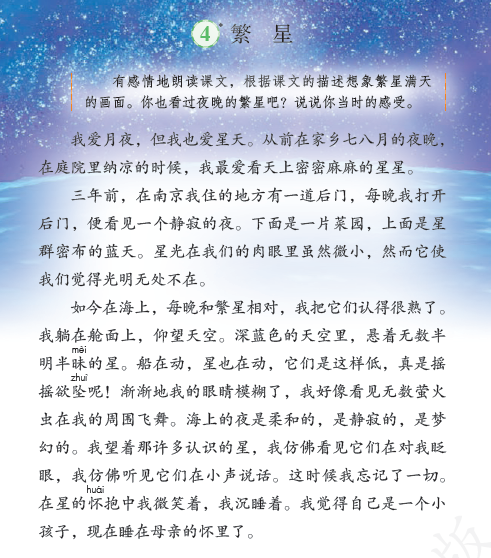 4* 繁 星
有感情地朗读课文，根据课文的描述想象繁星满天
的画面。你也看过夜晚的繁星吧？说说你当时的感受。
我爱月夜，但我也爱星天。从前在家乡七八月的夜晚，
在庭院里纳凉的时候，我最爱看天上密密麻麻的星星。
三年前，在南京我住的地方有一道后门，每晚我打开
后门，便看见一个静寂的夜。下面是一片菜园，上面是星
群密布的蓝天。星光在我们的肉眼里虽然微小，然而它使
我们觉得光明无处不在。
如今在海上，每晚和繁星相对，我把它们认得很熟了。
我躺在舱面上，仰望天空。深蓝色的天空里，悬着无数半
mèi
明半昧的星。船在动，星也在动，它们是这样低，真是摇
zhuì
摇欲坠呢！渐渐地我的眼睛模糊了，我好像看见无数萤火
虫在我的周围飞舞。海上的夜是柔和的，是静寂的，是梦
幻的。我望着那许多认识的星，我仿佛看见它们在对我眨
眼，我仿佛听见它们在小声说话。这时候我忘记了一切。
huái
在星的怀抱中我微笑着，我沉睡着。我觉得自己是一个小
孩子，现在睡在母亲的怀里了。